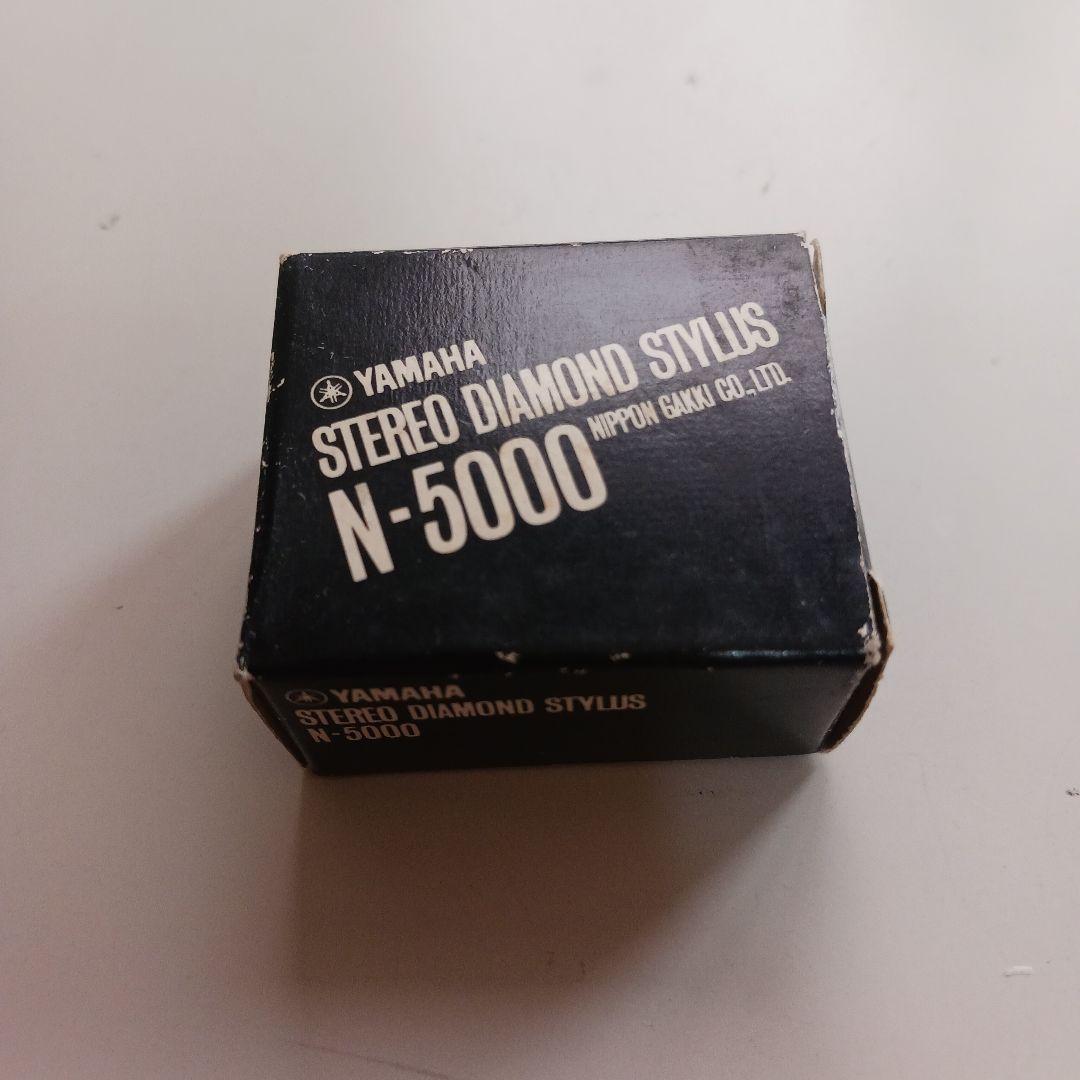 YAMAHA
STEREO DIAMOND STYLUS
N-5000 NIPPON GAKKI CO., LTD.
YAMAHA
STEREO DIAMOND STYLUS
N-5000